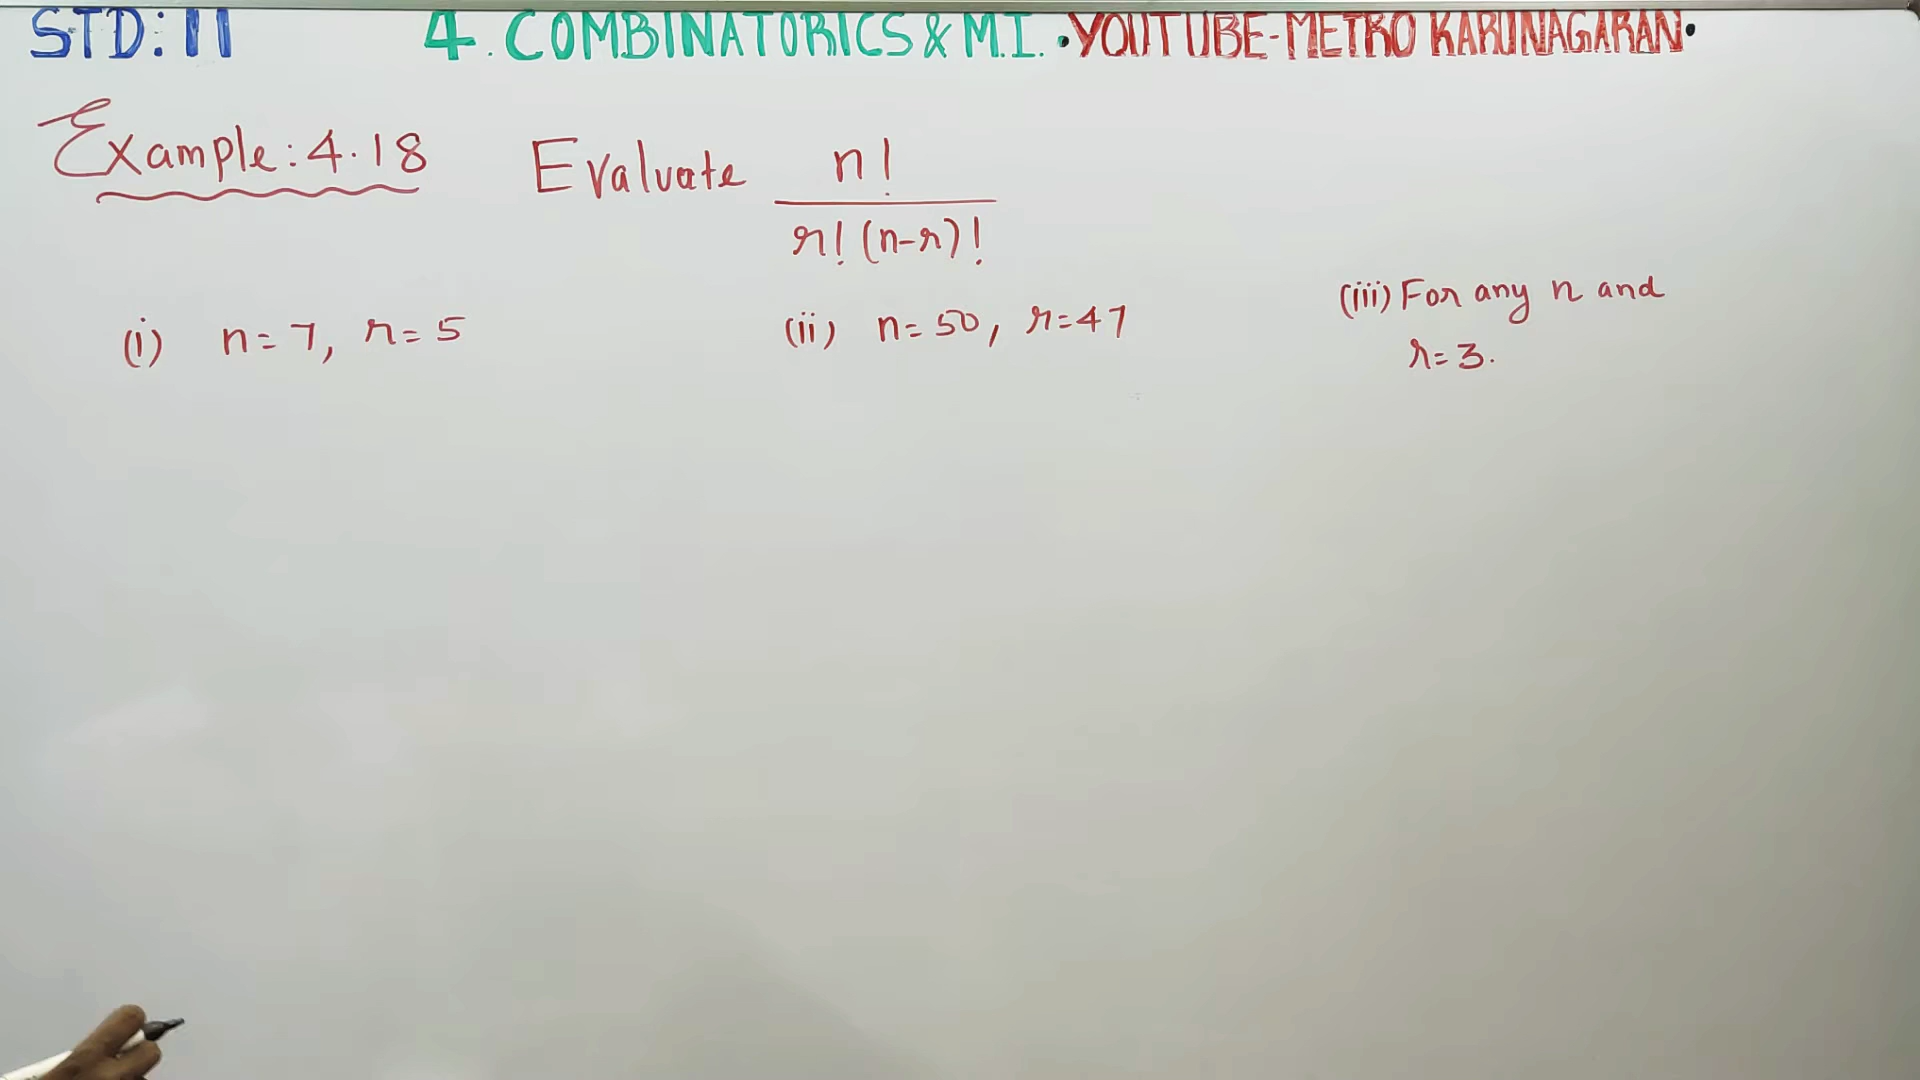 STD: 11 4. COMBINATORICS & M.I. • YOUTUBE-METRO KARUNAGARAN•
Example: 4.18 Evaluate n! / r! (n-r)!
(i) n = 7, r = 5 (ii) n = 50, r = 47 (iii) For any n and
r = 3.